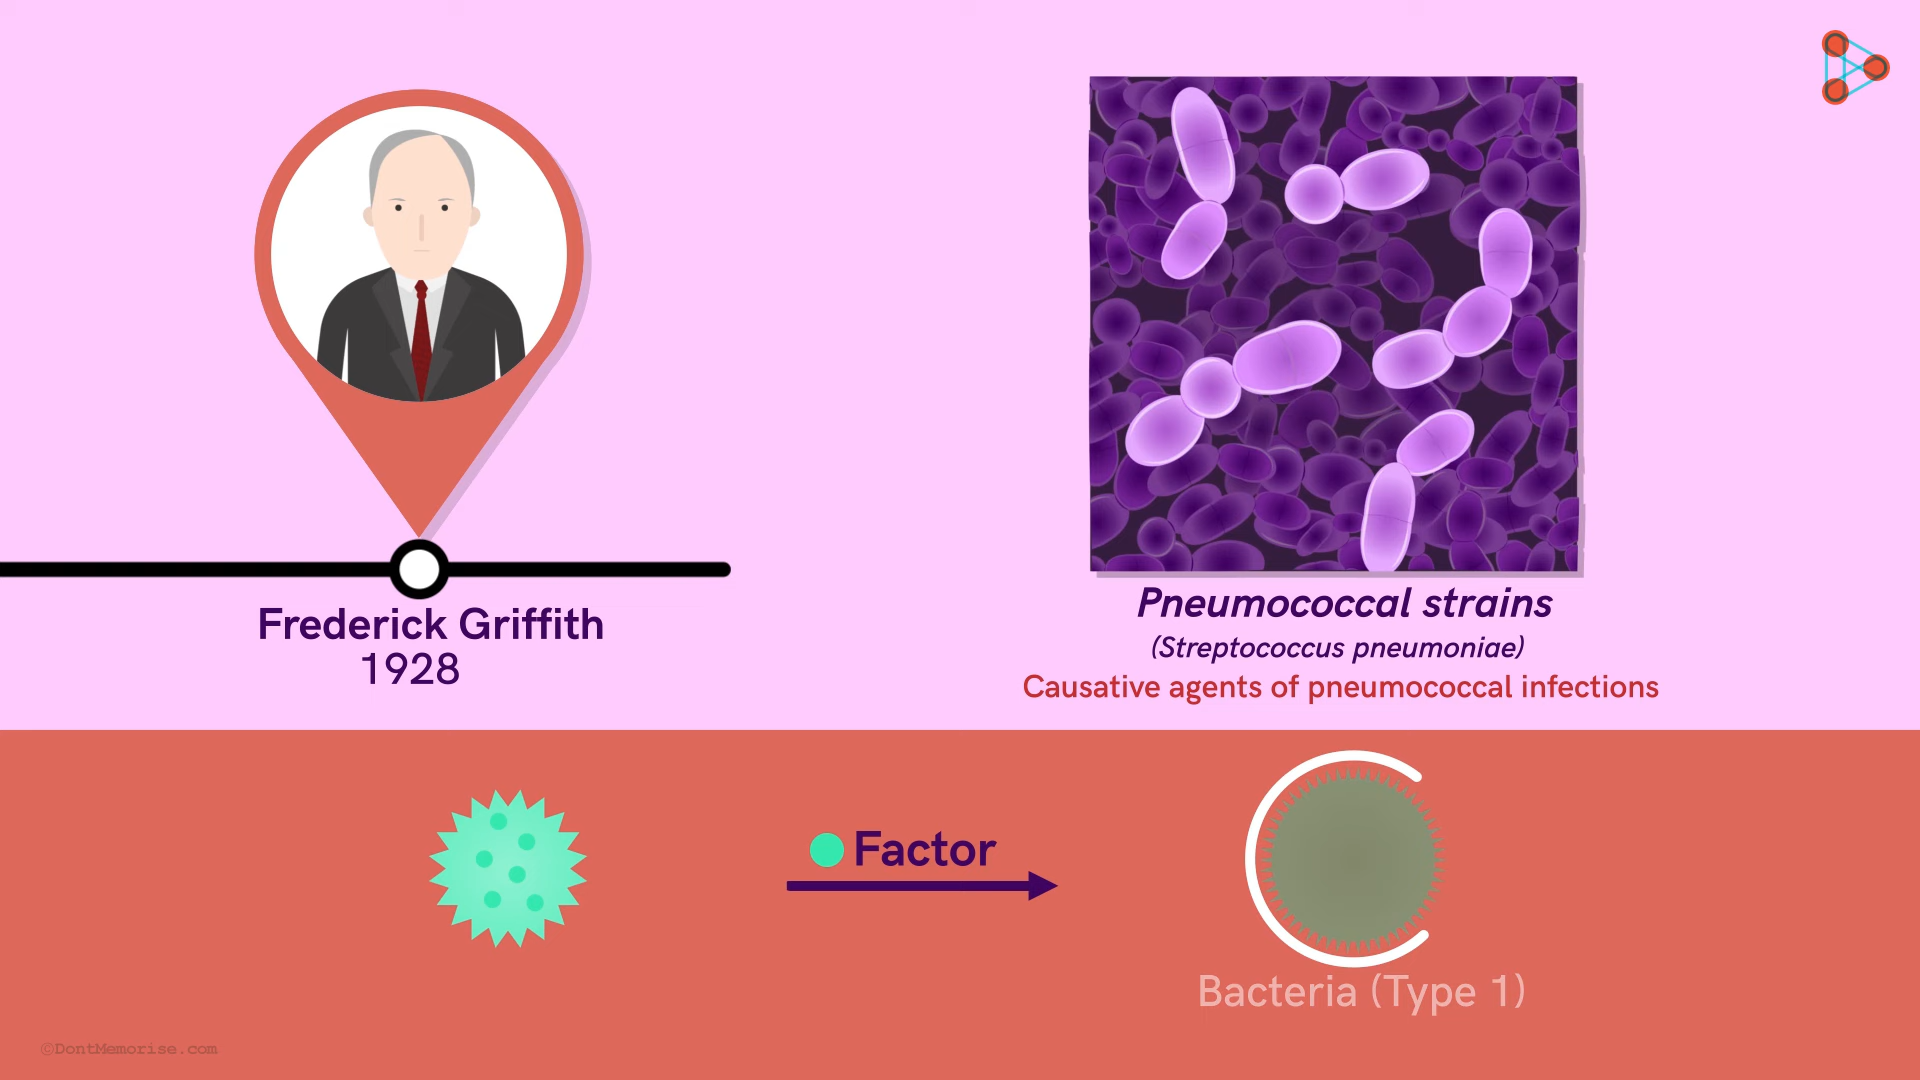 Frederick Griffith
1928
Pneumococcal strains
(Streptococcus pneumoniae)
Causative agents of pneumococcal infections
Factor
Bacteria (Type 1)
©DontMemorise.com